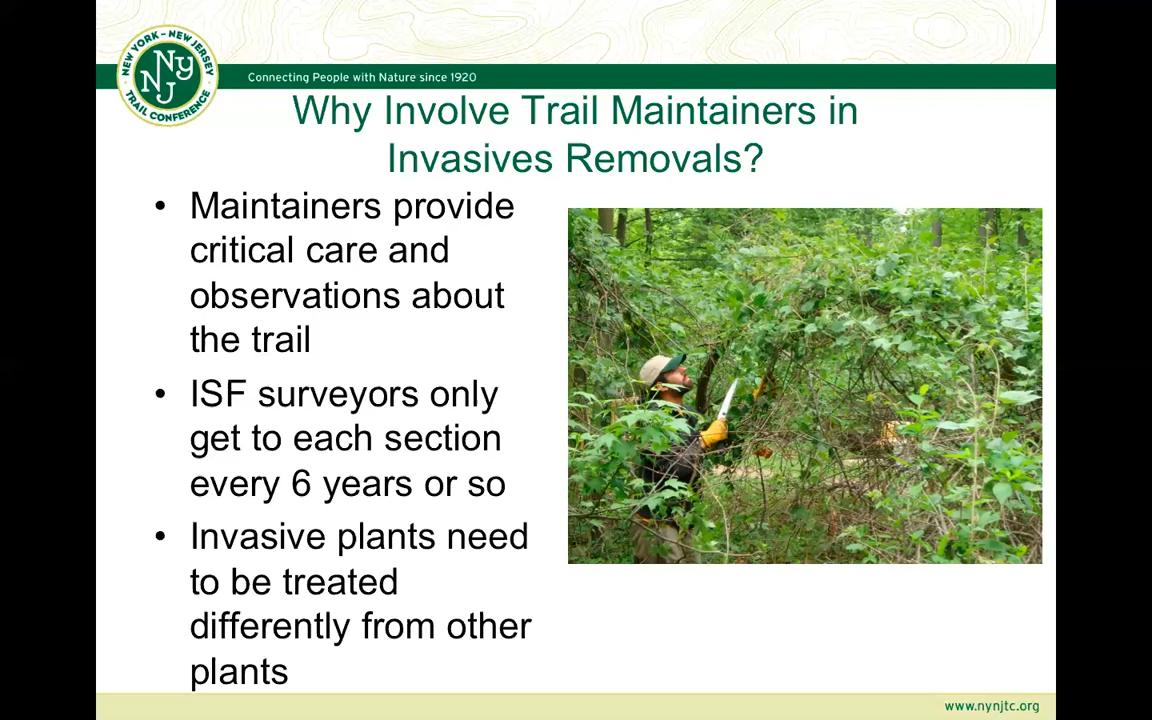 NEW YORK - NEW JERSEY
NY
NJ
TRAIL CONFERENCE
Connecting People with Nature since 1920
Why Involve Trail Maintainers in
Invasives Removals?
• Maintainers provide
critical care and
observations about
the trail
• ISF surveyors only
get to each section
every 6 years or so
• Invasive plants need
to be treated
differently from other
plants
www.nynjtc.org